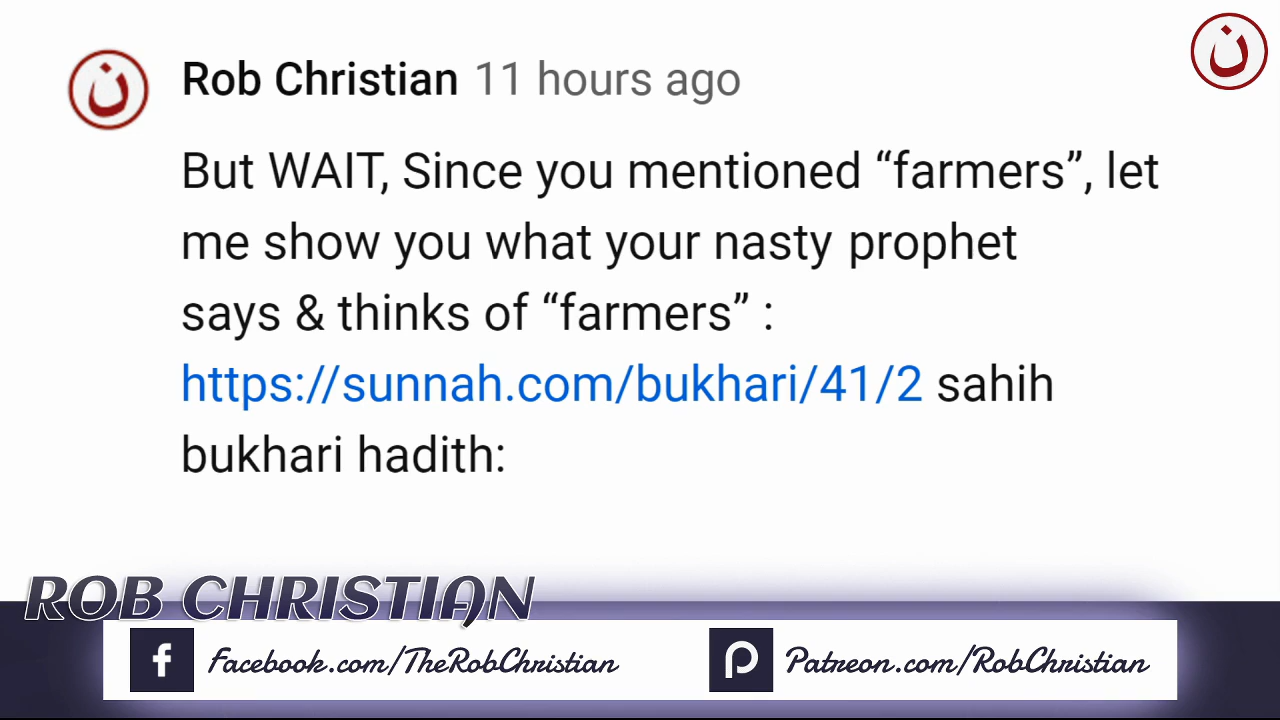 ن
ن
Rob Christian 11 hours ago
But WAIT, Since you mentioned “farmers”, let
me show you what your nasty prophet
says & thinks of “farmers” :
https://sunnah.com/bukhari/41/2 sahih
bukhari hadith:
ROB CHRISTIAN
f Facebook.com/TheRobChristian
Patreon.com/RobChristian